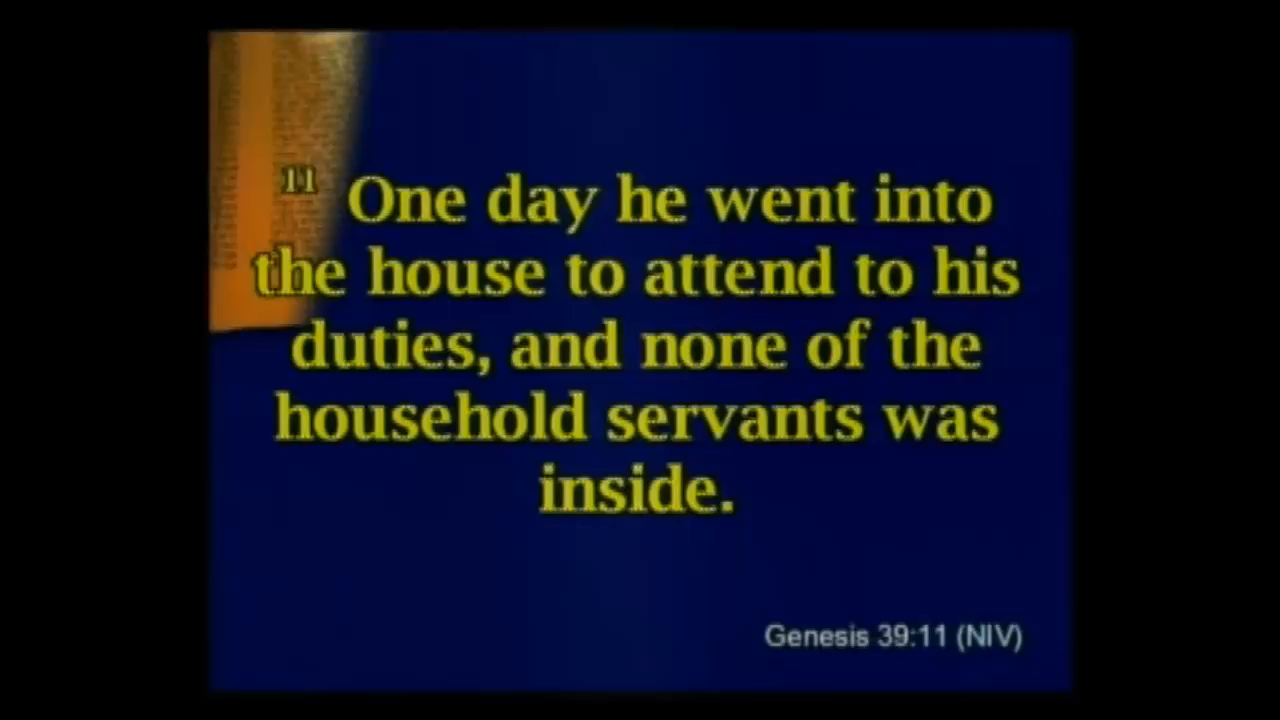 11 One day he went into
the house to attend to his
duties, and none of the
household servants was
inside.
Genesis 39:11 (NIV)